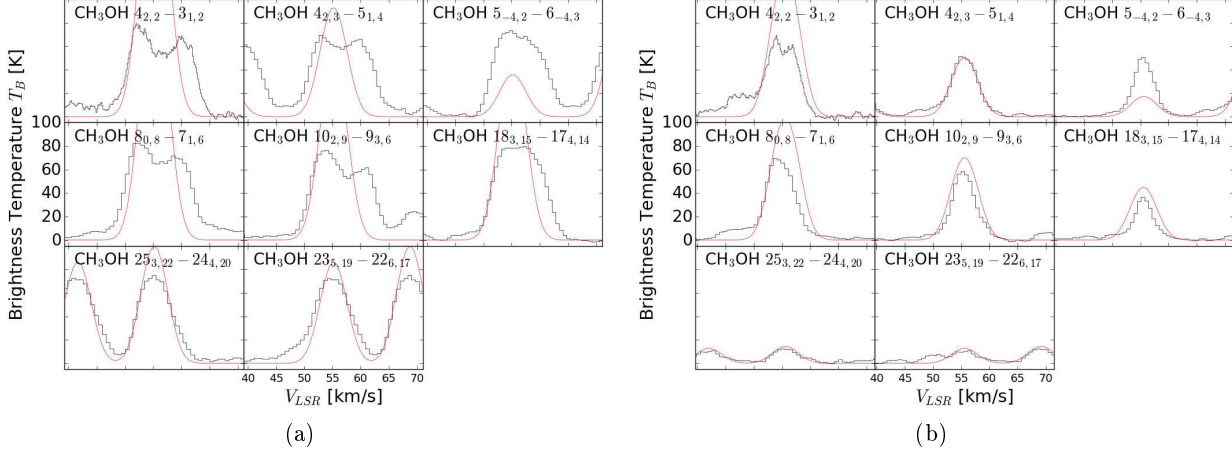 CH₃OH 4₂,₂ − 3₁,₂
CH₃OH 4₂,₃ − 5₁,₄
CH₃OH 5₋₄,₂ − 6₋₄,₃
CH₃OH 8₀,₈ − 7₁,₆
CH₃OH 10₂,₉ − 9₃,₆
CH₃OH 18₃,₁₅ − 17₄,₁₄
CH₃OH 25₃,₂₂ − 24₄,₂₀
CH₃OH 23₅,₁₉ − 22₆,₁₇
Brightness Temperature T_B [K]
100
80
60
40
20
0
40 45 50 55 60 65 70
V_LSR [km/s]
(a)
CH₃OH 4₂,₂ − 3₁,₂
CH₃OH 4₂,₃ − 5₁,₄
CH₃OH 5₋₄,₂ − 6₋₄,₃
CH₃OH 8₀,₈ − 7₁,₆
CH₃OH 10₂,₉ − 9₃,₆
CH₃OH 18₃,₁₅ − 17₄,₁₄
CH₃OH 25₃,₂₂ − 24₄,₂₀
CH₃OH 23₅,₁₉ − 22₆,₁₇
Brightness Temperature T_B [K]
100
80
60
40
20
0
40 45 50 55 60 65 70
V_LSR [km/s]
(b)